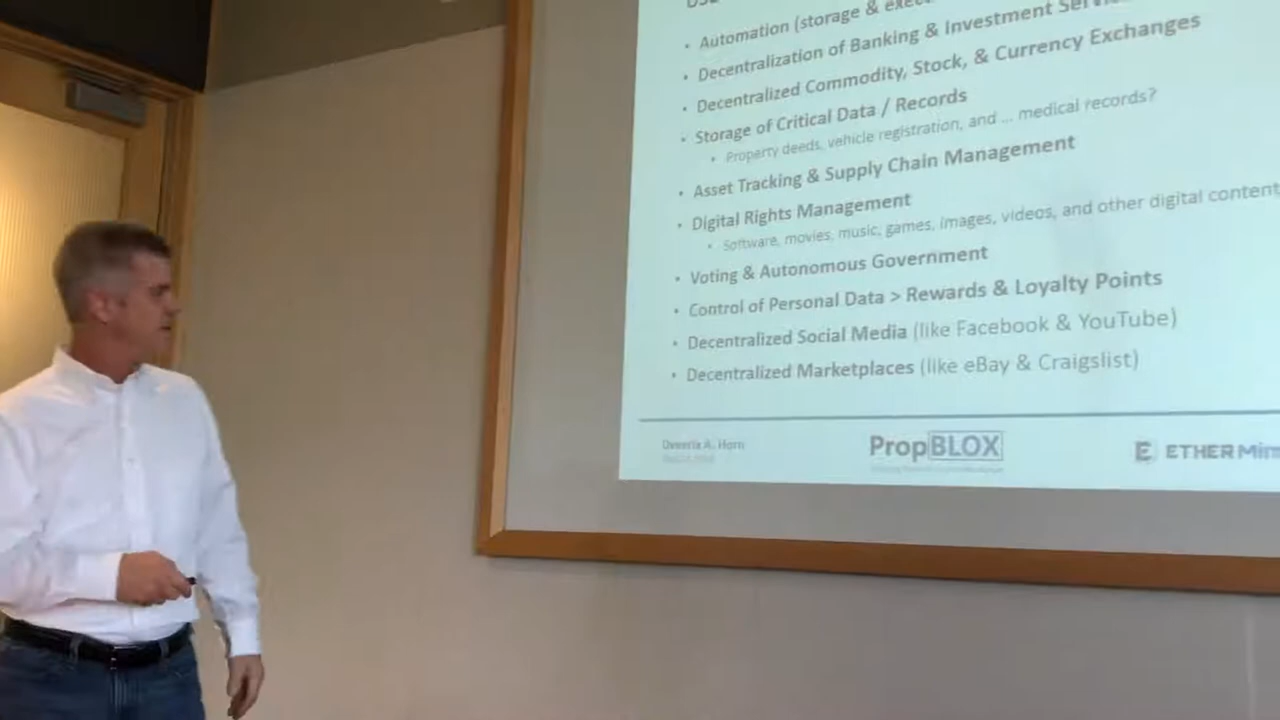 • Automation (storage &
• Decentralization of Banking & Investment
• Decentralized Commodity, Stock, & Currency Exchanges
• Storage of Critical Data / Records
• Property deeds, vehicle registration, and ... medical records?
• Asset Tracking & Supply Chain Management
• Digital Rights Management
• Software, movies, music, games, images, videos, and other digital content
• Voting & Autonomous Government
• Control of Personal Data > Rewards & Loyalty Points
• Decentralized Social Media (like Facebook & YouTube)
• Decentralized Marketplaces (like eBay & Craigslist)
A. Horn
PropBLOX
E ETHERMin